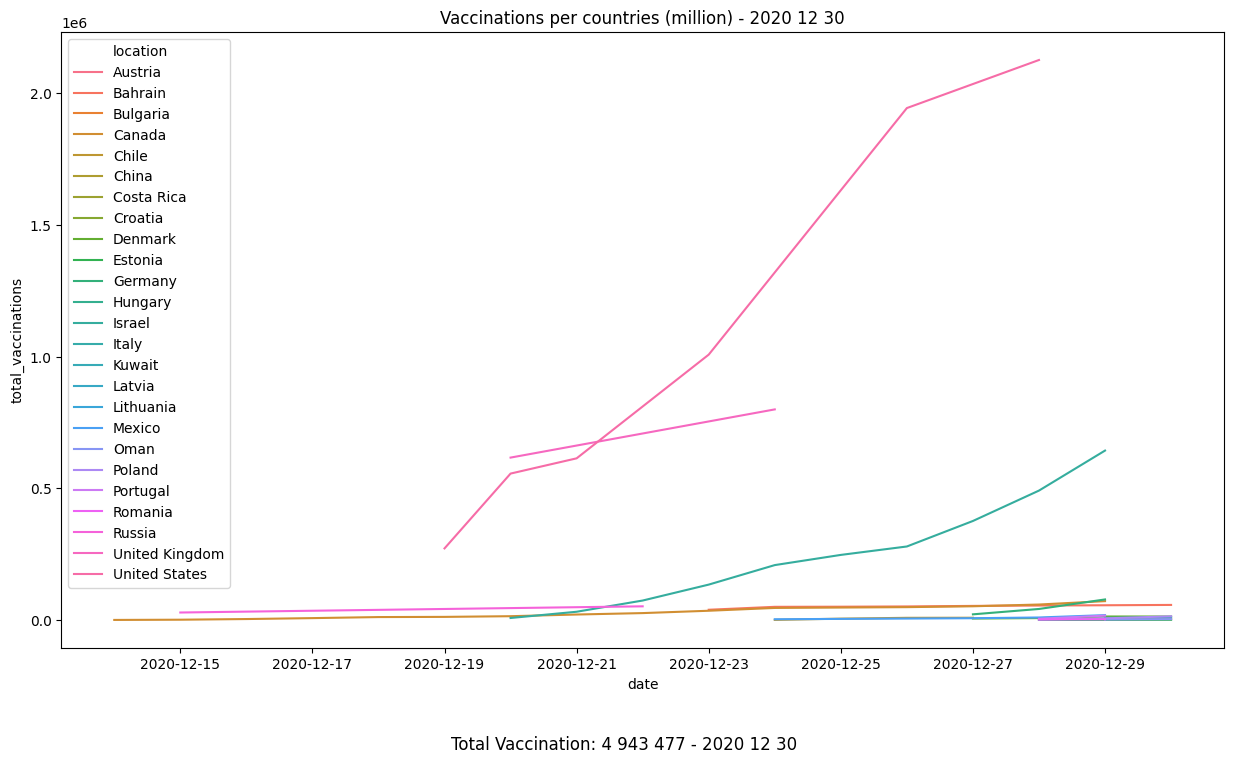 Vaccinations per countries (million) - 2020 12 30
1e6
location
Austria
Bahrain
Bulgaria
Canada
Chile
China
Costa Rica
Croatia
Denmark
Estonia
Germany
Hungary
Israel
Italy
Kuwait
Latvia
Lithuania
Mexico
Oman
Poland
Portugal
Romania
Russia
United Kingdom
United States
total_vaccinations
2.0
1.5
1.0
0.5
0.0
2020-12-15 2020-12-17 2020-12-19 2020-12-21 2020-12-23 2020-12-25 2020-12-27 2020-12-29
date
Total Vaccination: 4 943 477 - 2020 12 30